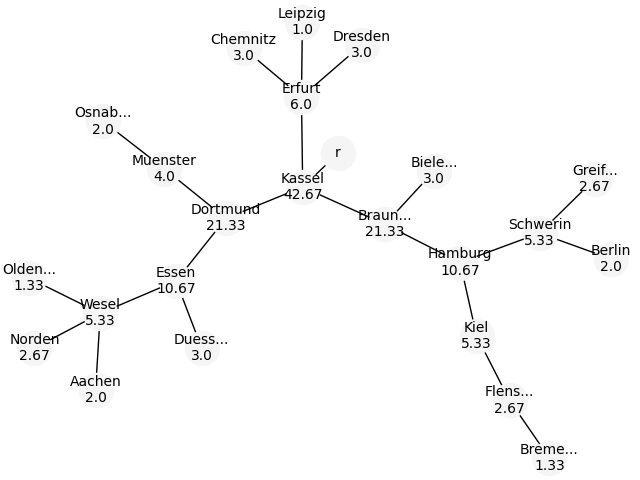 Leipzig
1.0
Chemnitz
3.0
Dresden
3.0
Erfurt
6.0
Osnab...
2.0
Muenster
4.0
r
Kassel
42.67
Biele...
3.0
Greif...
2.67
Dortmund
21.33
Braun...
21.33
Schwerin
5.33
Hamburg
10.67
Berlin
2.0
Olden...
1.33
Essen
10.67
Wesel
5.33
Norden
2.67
Duess...
3.0
Kiel
5.33
Aachen
2.0
Flens...
2.67
Breme...
1.33